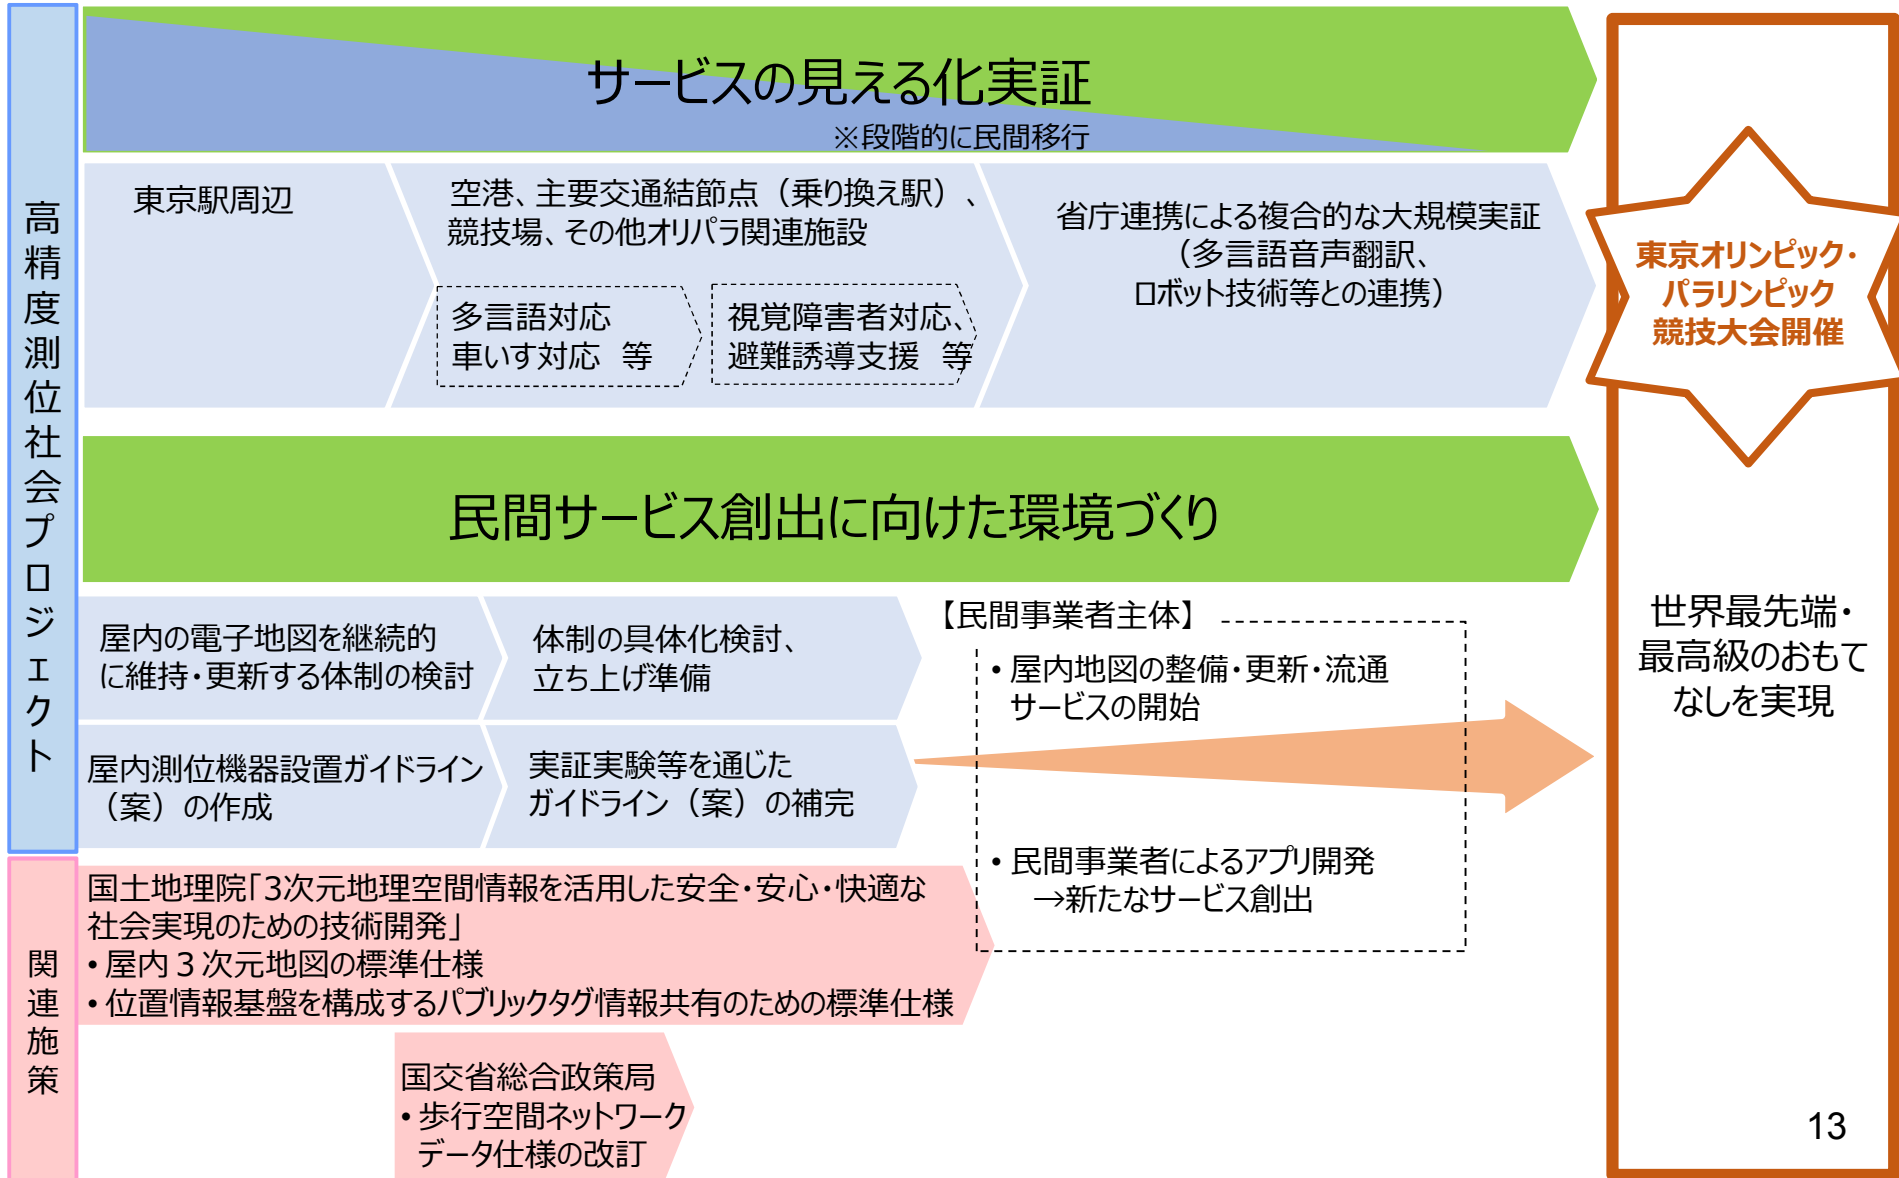 高精度測位社会プロジェクト
サービスの見える化実証
※段階的に民間移行
東京駅周辺
空港、主要交通結節点（乗り換え駅）、
競技場、その他オリパラ関連施設
多言語対応
車いす対応　等
視覚障害者対応、
避難誘導支援　等
省庁連携による複合的な大規模実証
（多言語音声翻訳、
ロボット技術等との連携）
民間サービス創出に向けた環境づくり
屋内の電子地図を継続的
に維持・更新する体制の検討
体制の具体化検討、
立ち上げ準備
屋内測位機器設置ガイドライン
（案）の作成
実証実験等を通じた
ガイドライン（案）の補完
【民間事業者主体】
• 屋内地図の整備・更新・流通
サービスの開始
• 民間事業者によるアプリ開発
→新たなサービス創出
東京オリンピック・
パラリンピック
競技大会開催
世界最先端・
最高級のおもて
なしを実現
関連施策
国土地理院「3次元地理空間情報を活用した安全・安心・快適な
社会実現のための技術開発」
• 屋内３次元地図の標準仕様
• 位置情報基盤を構成するパブリックタグ情報共有のための標準仕様
国交省総合政策局
• 歩行空間ネットワーク
データ仕様の改訂
13